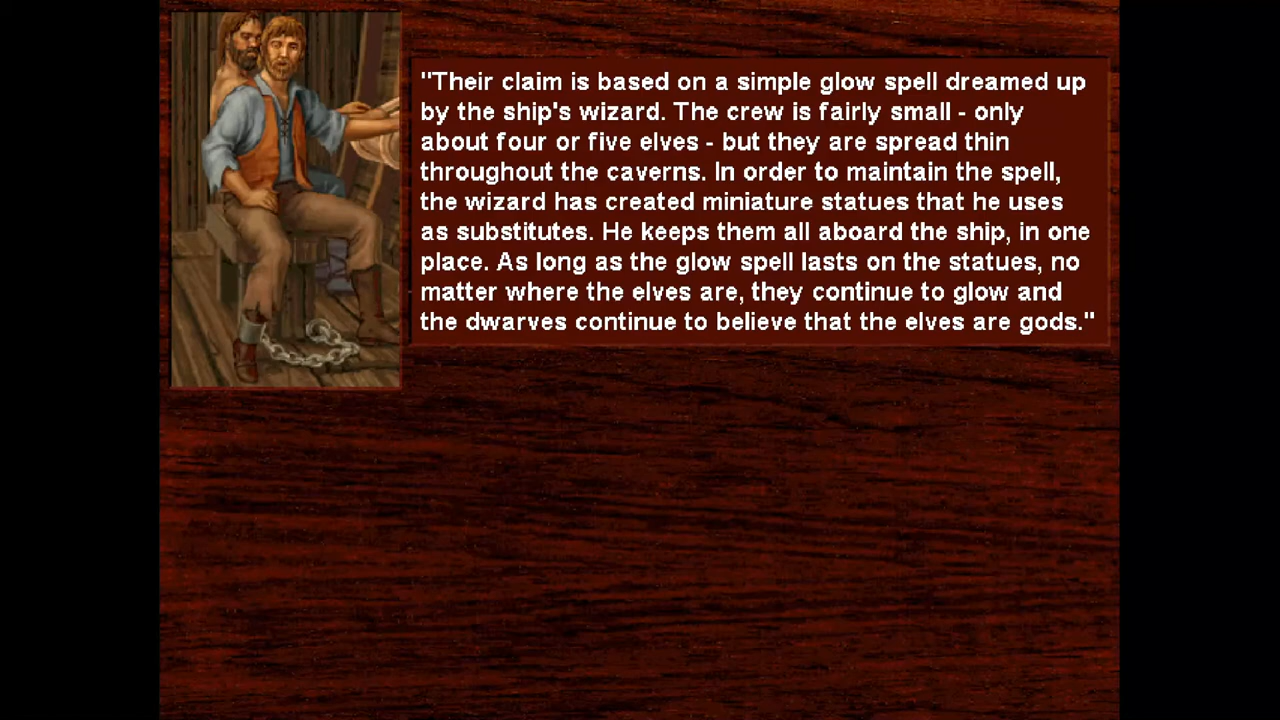 "Their claim is based on a simple glow spell dreamed up
by the ship's wizard. The crew is fairly small - only
about four or five elves - but they are spread thin
throughout the caverns. In order to maintain the spell,
the wizard has created miniature statues that he uses
as substitutes. He keeps them all aboard the ship, in one
place. As long as the glow spell lasts on the statues, no
matter where the elves are, they continue to glow and
the dwarves continue to believe that the elves are gods."